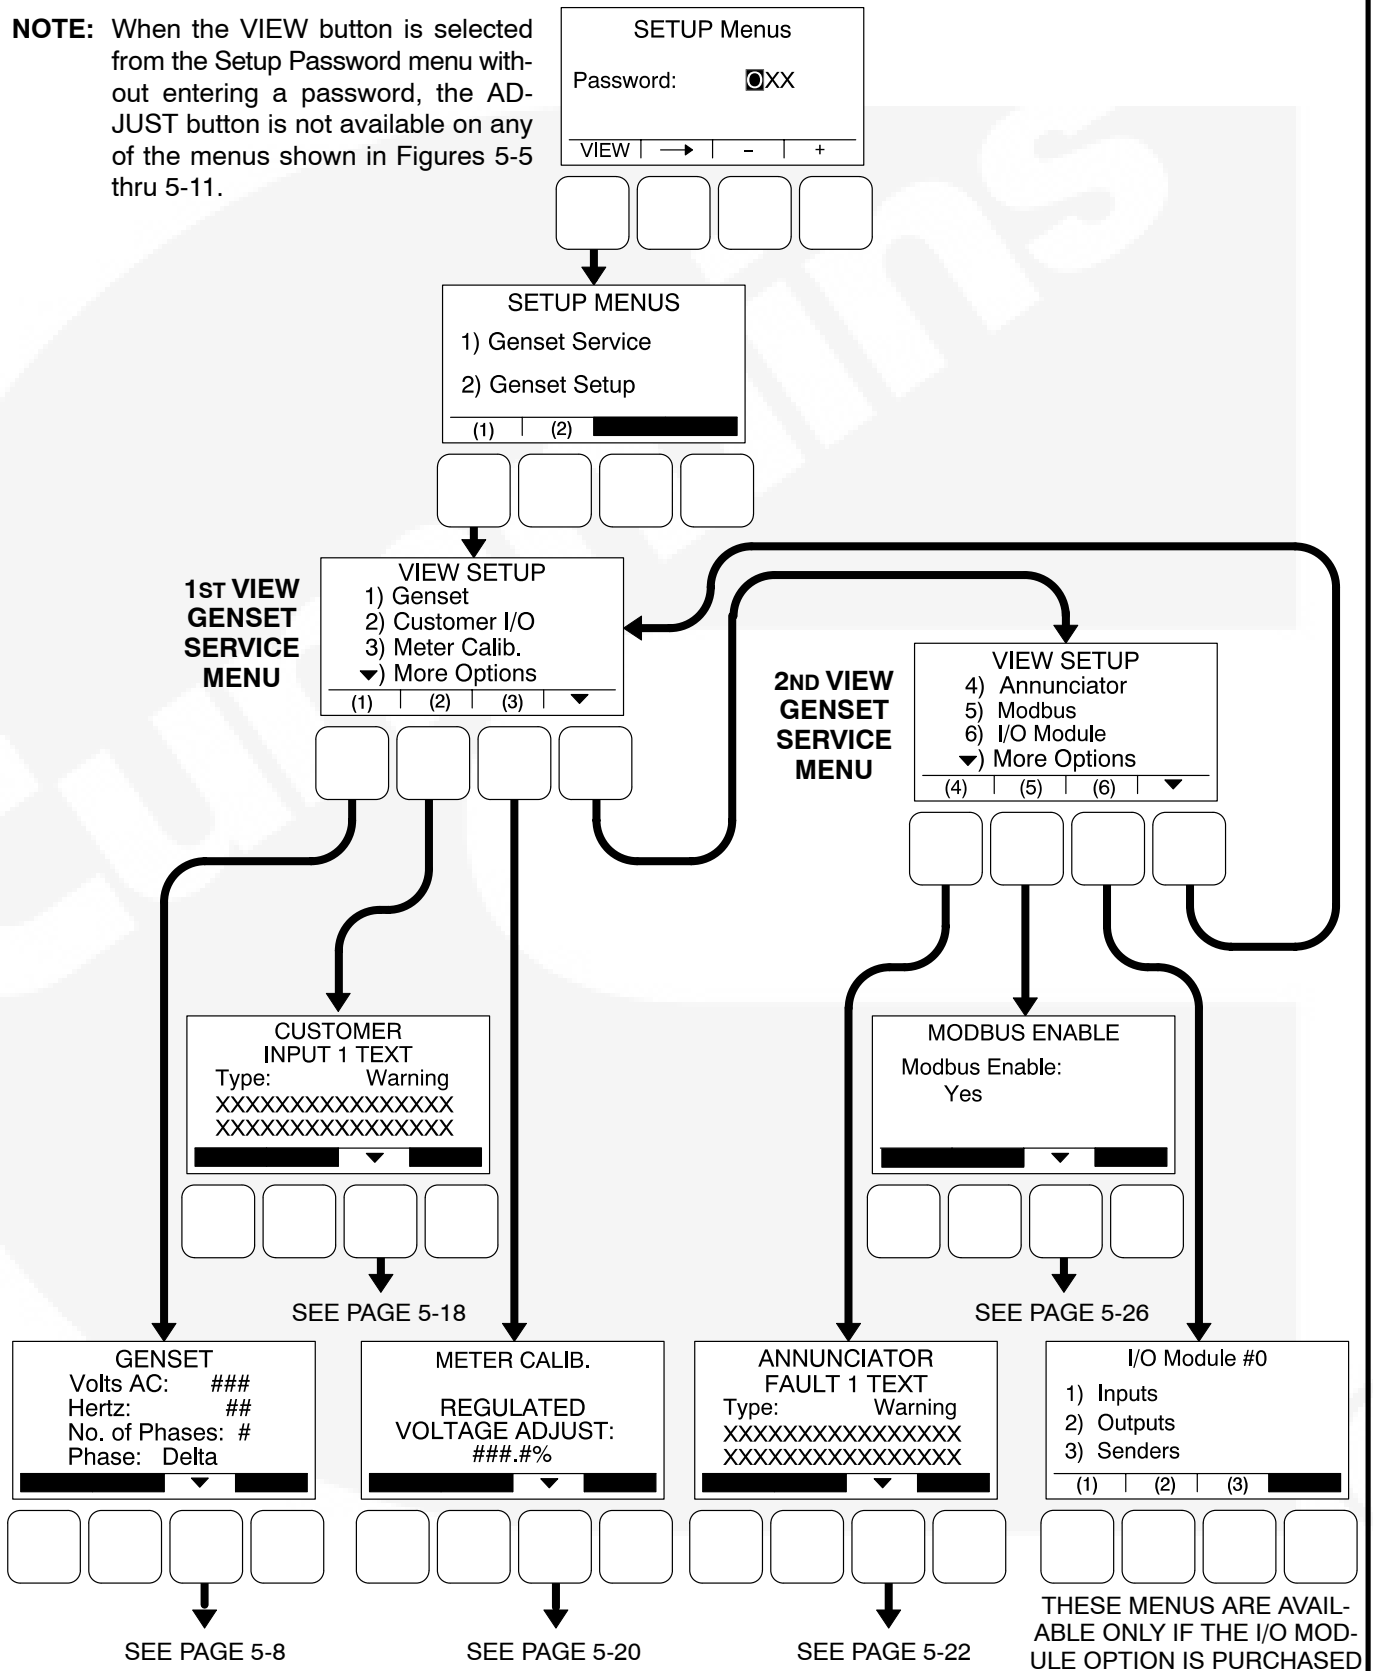 NOTE: When the VIEW button is selected
from the Setup Password menu with-
out entering a password, the AD-
JUST button is not available on any
of the menus shown in Figures 5-5
thru 5-11.
SETUP Menus
Password: 0XX
VIEW → − +
SETUP MENUS
1) Genset Service
2) Genset Setup
(1) (2)
1ST VIEW
GENSET
SERVICE
MENU
VIEW SETUP
1) Genset
2) Customer I/O
3) Meter Calib.
▼) More Options
(1) (2) (3) ▼
2ND VIEW
GENSET
SERVICE
MENU
VIEW SETUP
4) Annunciator
5) Modbus
6) I/O Module
▼) More Options
(4) (5) (6) ▼
CUSTOMER
INPUT 1 TEXT
Type: Warning
XXXXXXXXXXXXXXXX
XXXXXXXXXXXXXXXX
▼
SEE PAGE 5-18
MODBUS ENABLE
Modbus Enable:
Yes
▼
SEE PAGE 5-26
GENSET
Volts AC: ###
Hertz: ##
No. of Phases: #
Phase: Delta
▼
SEE PAGE 5-8
METER CALIB.
REGULATED
VOLTAGE ADJUST:
###.#%
▼
SEE PAGE 5-20
ANNUNCIATOR
FAULT 1 TEXT
Type: Warning
XXXXXXXXXXXXXXXX
XXXXXXXXXXXXXXXX
▼
SEE PAGE 5-22
I/O Module #0
1) Inputs
2) Outputs
3) Senders
(1) (2) (3)
THESE MENUS ARE AVAIL-
ABLE ONLY IF THE I/O MOD-
ULE OPTION IS PURCHASED
Cummins